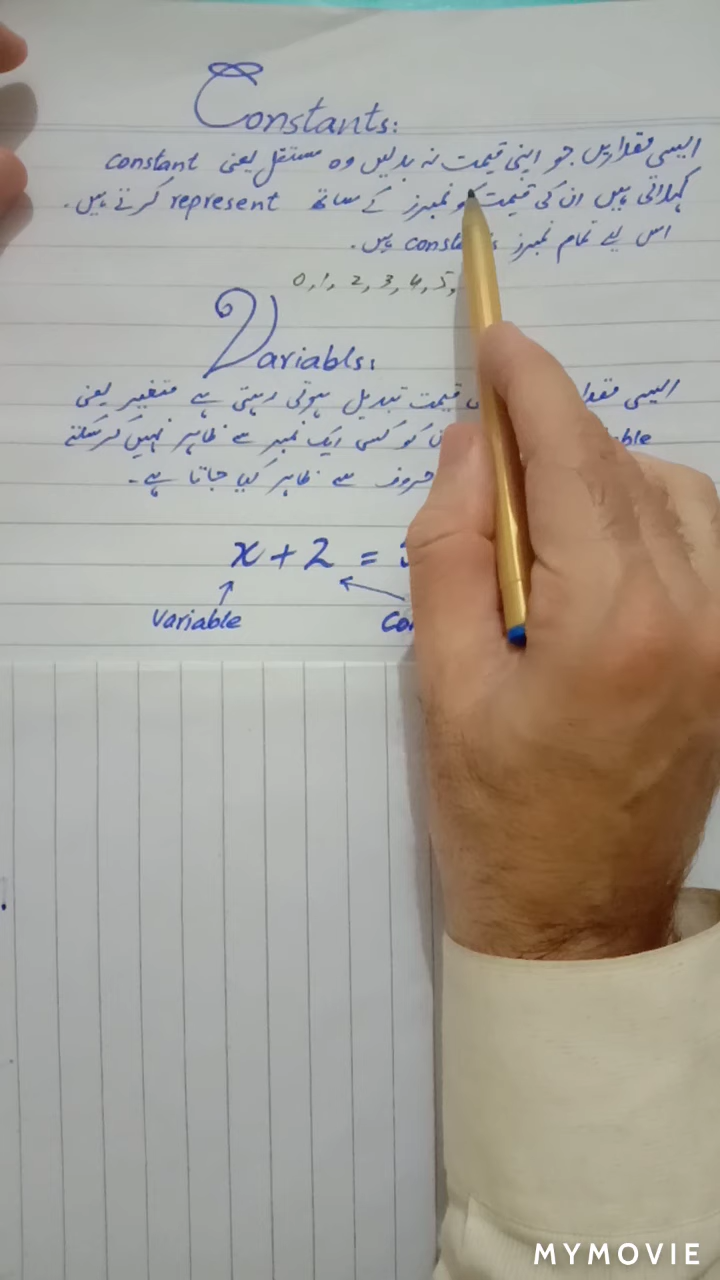 Constants:
ایسی مقداریں جو اپنی قیمت نہ بدلیں وہ مستقل یعنی constant
کہلاتی ہیں ان کی قیمت کو نمبرز کے ساتھ represent کرتے ہیں۔
اس لیے تمام نمبرز ہیں۔
0, 1, 2, 3, 4, 5,
Variabls:
ایسی قیمت تبدیل ہوتی رہتی ہے متغیر یعنی
کو کسی ایک نمبر سے ظاہر نہیں کر سکتے
حروف سے ظاہر کیا جاتا ہے۔
x + 2 =
Variable
MYMOVIE